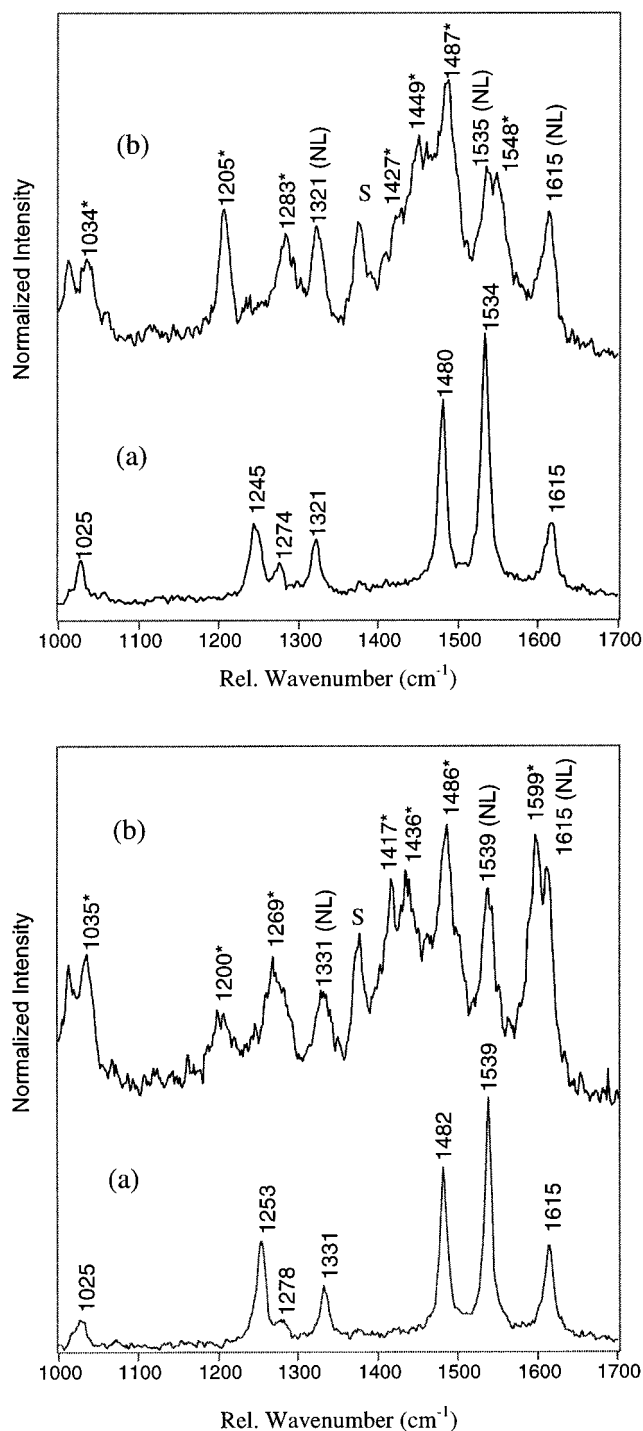 Normalized Intensity
(b)
1034*
1205*
1283*
1321 (NL)
S
1427*
1449*
1487*
1535 (NL)
1548*
1615 (NL)
(a)
1025
1245
1274
1321
1480
1534
1615
1000 1100 1200 1300 1400 1500 1600 1700
Rel. Wavenumber (cm⁻¹)
Normalized Intensity
(b)
1035*
1200*
1269*
1331 (NL)
S
1417*
1436*
1486*
1539 (NL)
1599*
1615 (NL)
(a)
1025
1253
1278
1331
1482
1539
1615
1000 1100 1200 1300 1400 1500 1600 1700
Rel. Wavenumber (cm⁻¹)